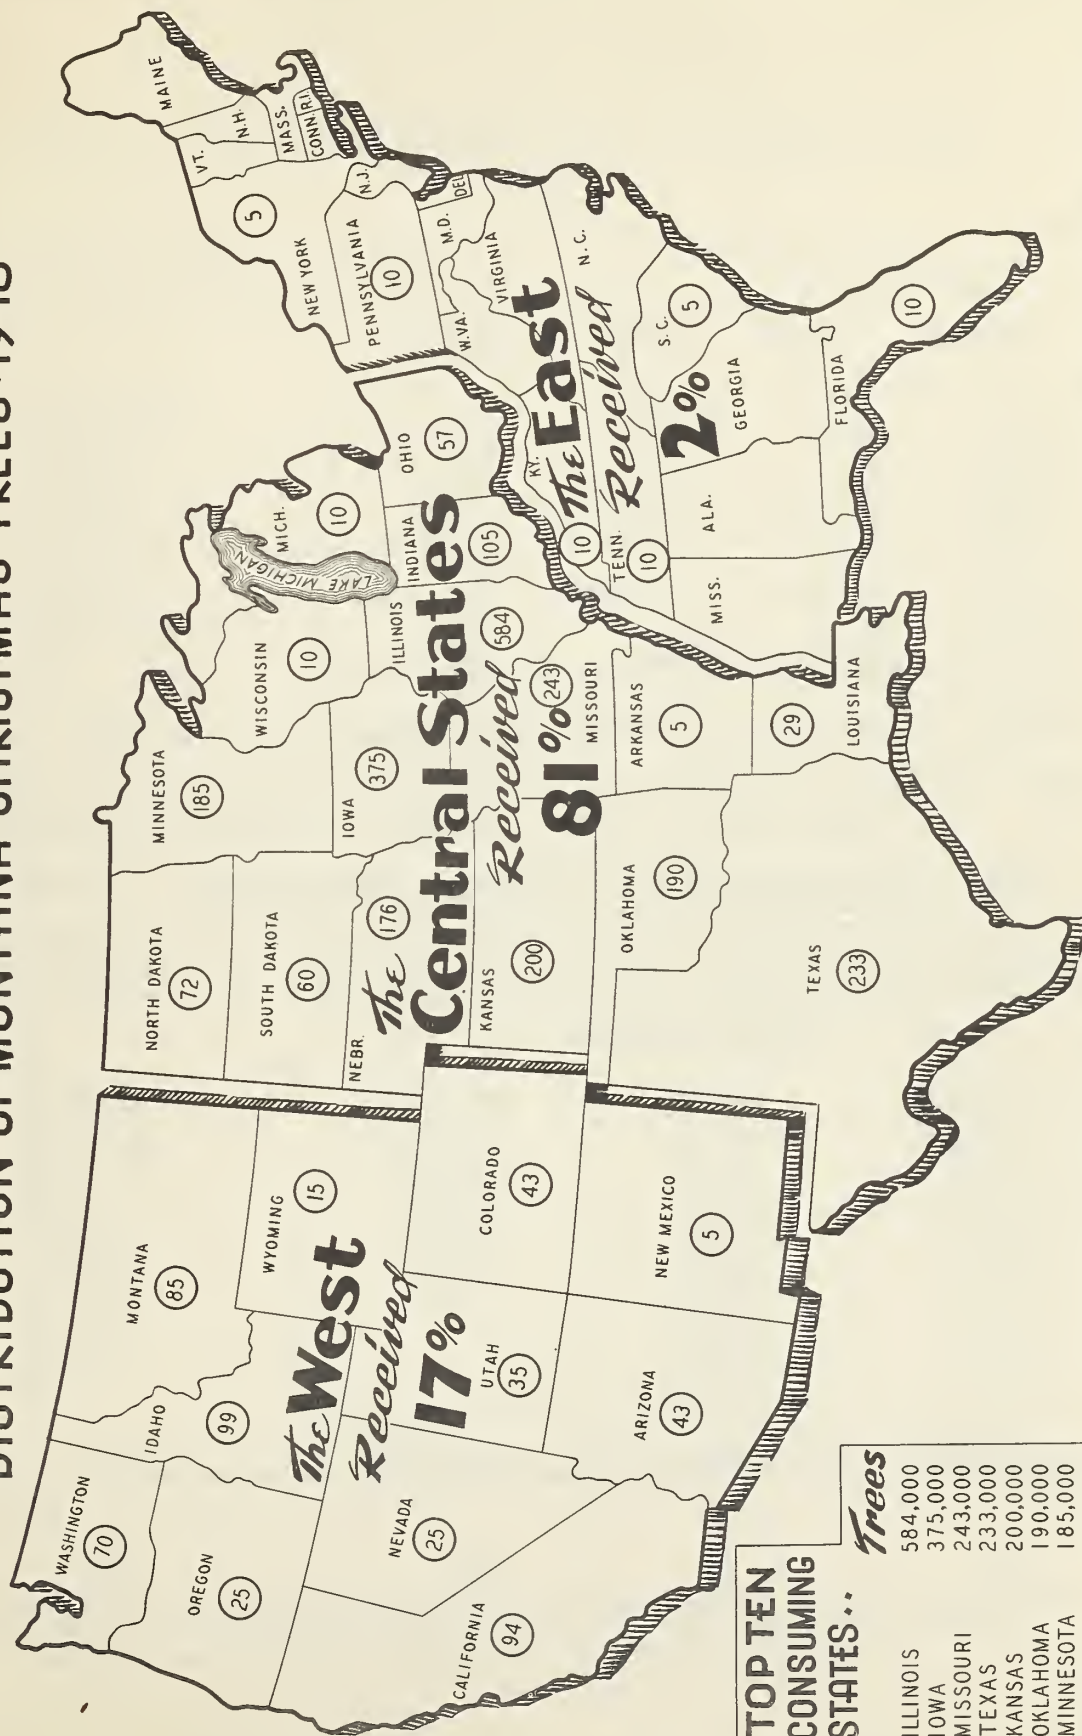 DISTRIBUTION OF MONTANA CHRISTMAS TREES
WASHINGTON
70
OREGON
25
CALIFORNIA
94
NEVADA
25
IDAHO
99
MONTANA
85
WYOMING
15
The West
Received
17%
UTAH
35
COLORADO
43
ARIZONA
43
NEW MEXICO
5
NORTH DAKOTA
72
SOUTH DAKOTA
60
NEBR.
176
KANSAS
200
OKLAHOMA
190
TEXAS
233
MINNESOTA
185
IOWA
375
WISCONSIN
10
LAKE MICHIGAN
MICH.
10
ILLINOIS
584
INDIANA
105
OHIO
57
The
Central States
Received
81%
MISSOURI
243
ARKANSAS
5
LOUISIANA
29
MAINE
VT.
N.H.
MASS.
CONN.
R.I.
NEW YORK
5
PENNSYLVANIA
10
N.J.
M.D.
DEL.
W.VA.
VIRGINIA
KY.
10
The East
Received
2%
TENN.
10
N.C.
S.C.
5
MISS.
ALA.
GEORGIA
FLORIDA
10
TOP TEN
CONSUMING
STATES..
Trees
ILLINOIS 584,000
IOWA 375,000
MISSOURI 243,000
TEXAS 233,000
KANSAS 200,000
OKLAHOMA 190,000
MINNESOTA 185,000